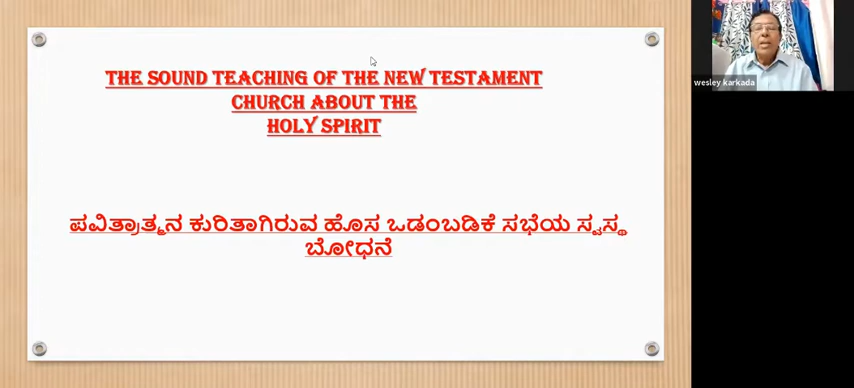 THE SOUND TEACHING OF THE NEW TESTAMENT
CHURCH ABOUT THE
HOLY SPIRIT
ಪವಿತ್ರಾತ್ಮನ ಕುರಿತಾಗಿರುವ ಹೊಸ ಒಡಂಬಡಿಕೆ ಸಭೆಯ ಸ್ವಸ್ಥ
ಬೋಧನೆ
wesley karkada